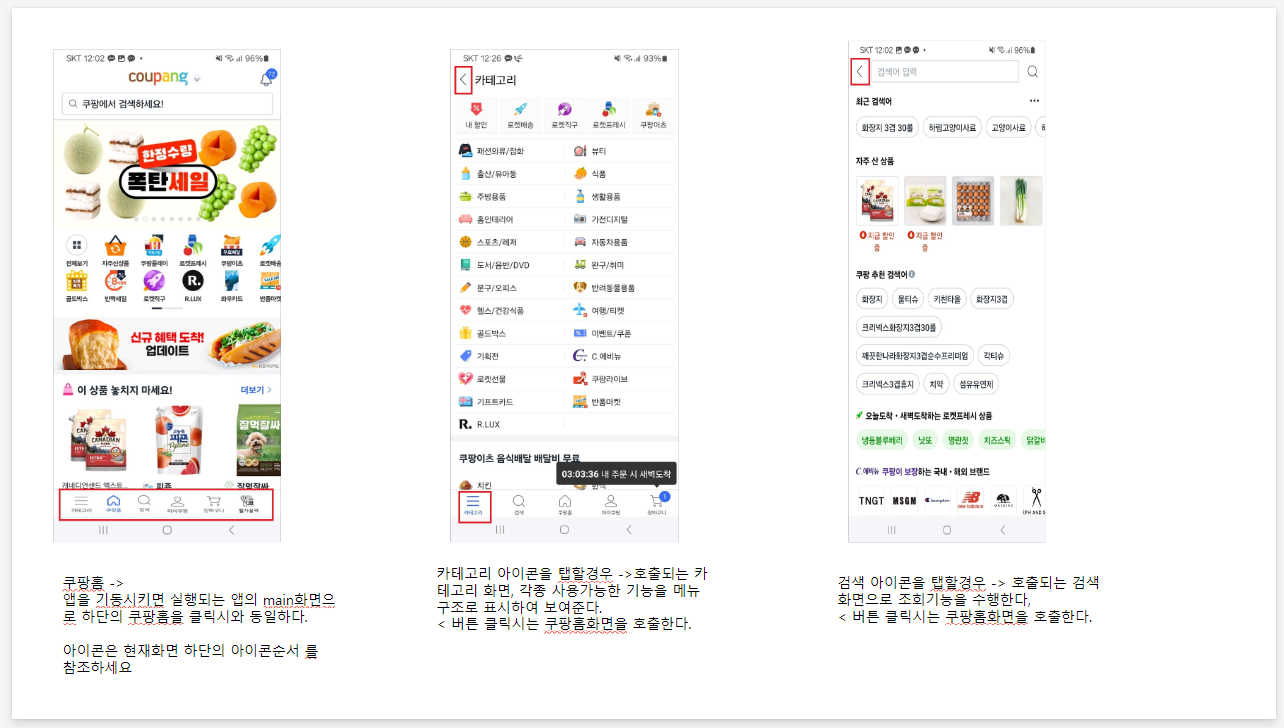 SKT 12:02
96%
coupang
22
쿠팡에서 검색하세요!
한정수량
폭탄세일
전체보기 자주산상품 쿠팡플레이 로켓프레시 쿠팡이츠 로켓배송
골드박스 반짝세일 로켓직구 R.LUX 와우카드 반품마켓
신규 혜택 도착!
업데이트
이 상품 놓치지 마세요!
더보기 >
CANADIAN
피죤
잘먹잘싸
캐네디언샌드 엑스트...
피죤
잘먹잘싸
카테고리 쿠팡홈 검색 마이쿠팡 장바구니
쿠팡홈 ->
앱을 기동시키면 실행되는 앱의 main화면으
로 하단의 쿠팡홈을 클릭시와 동일하다.
아이콘은 현재화면 하단의 아이콘순서 를
참조하세요
SKT 12:26
93%
< 카테고리
내 할인 로켓배송 로켓직구 로켓프레시 쿠팡이츠
패션의류/잡화 뷰티
출산/유아동 식품
주방용품 생활용품
홈인테리어 가전디지털
스포츠/레저 자동차용품
도서/음반/DVD 완구/취미
문구/오피스 반려동물용품
헬스/건강식품 여행/티켓
골드박스 이벤트/쿠폰
기획전 C.에비뉴
로켓선물 쿠팡라이브
기프트카드 반품마켓
R. R.LUX
쿠팡이츠 음식배달 배달비 무료
03:03:36 내 주문 시 새벽도착
치킨 한식
1
카테고리 검색 쿠팡홈 마이쿠팡 장바구니
카테고리 아이콘을 탭할경우 ->호출되는 카
테고리 화면, 각종 사용가능한 기능을 메뉴
구조로 표시하여 보여준다.
< 버튼 클릭시는 쿠팡홈화면을 호출한다.
SKT 12:02
96%
< 검색어 입력
최근 검색어
화장지 3겹 30롤 하림고양이사료 고양이사료
자주 산 상품
지금 할인
중
지금 할인
중
쿠팡 추천 검색어
화장지 물티슈 키친타올 화장지3겹
크리넥스화장지3겹30롤
깨끗한나라화장지3겹순수프리미엄 각티슈
크리넥스3겹휴지 치약 섬유유연제
오늘도착·새벽도착하는 로켓프레시 상품
냉동블루베리 낫또 명란젓 치즈스틱 닭갈비
C.에비뉴 쿠팡이 보장하는 국내·해외 브랜드
TNGT MSGM Champion new balance
검색 아이콘을 탭할경우 -> 호출되는 검색
화면으로 조회기능을 수행한다,
< 버튼 클릭시는 쿠팡홈화면을 호출한다.